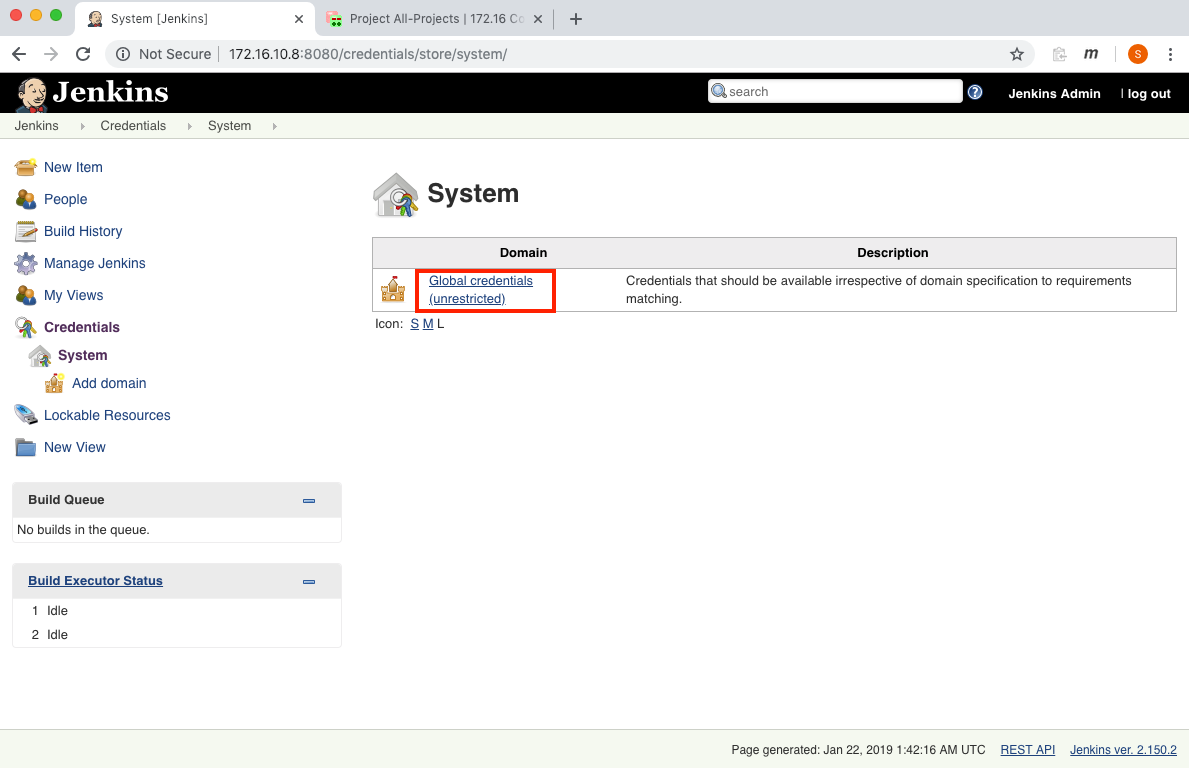 System [Jenkins]
Project All-Projects | 172.16 Co
Not Secure
172.16.10.8:8080/credentials/store/system/
m
S
Jenkins
search
?
Jenkins Admin
| log out
Jenkins
Credentials
System
New Item
People
Build History
Manage Jenkins
My Views
Credentials
System
Add domain
Lockable Resources
New View
Build Queue
No builds in the queue.
Build Executor Status
1 Idle
2 Idle
System
Domain
Description
Global credentials
(unrestricted)
Credentials that should be available irrespective of domain specification to requirements
matching.
Icon: S M L
Page generated: Jan 22, 2019 1:42:16 AM UTC
REST API
Jenkins ver. 2.150.2